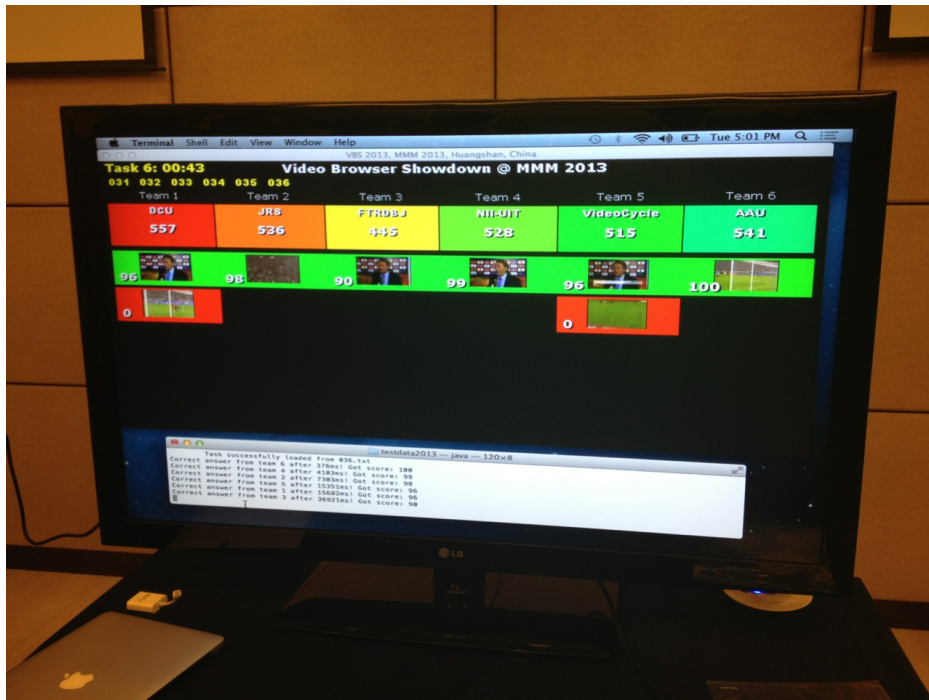 Terminal Shell Edit View Window Help Tue 5:01 PM
VBS 2013, MMM 2013, Huangshan, China
Task 6: 00:43 Video Browser Showdown @ MMM 2013
031 032 033 034 035 036
Team 1 Team 2 Team 3 Team 4 Team 5 Team 6
DCU JRS FTRDBJ NII-UIT VideoCycle AAU
557 536 445 528 515 541
96 98 90 99 96 100
0 0
testdata2013 — java — 120×8
Task successfully loaded from 036.txt
Correct answer from team 6 after 376ms! Got score: 100
Correct answer from team 4 after 4103ms! Got score: 99
Correct answer from team 2 after 7303ms! Got score: 98
Correct answer from team 5 after 15351ms! Got score: 96
Correct answer from team 1 after 15682ms! Got score: 96
Correct answer from team 3 after 36921ms! Got score: 90
LG